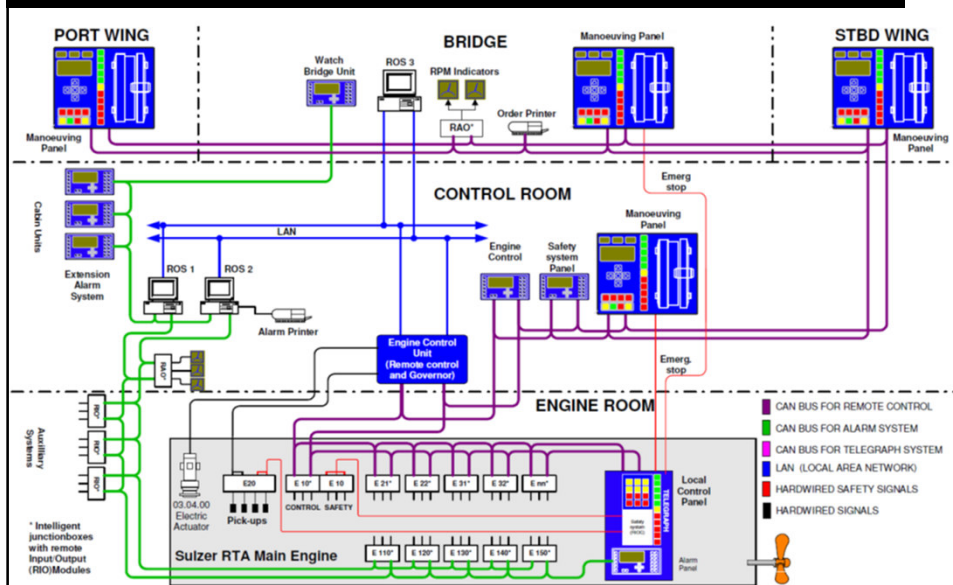 PORT WING
BRIDGE
STBD WING
Manoeuving
Panel
Watch
Bridge Unit
ROS 3
RPM Indicators
RAO*
Order Printer
Manoeuving Panel
Manoeuving
Panel
Emerg
stop
CONTROL ROOM
Cabin Units
Extension
Alarm
System
LAN
ROS 1
ROS 2
Alarm Printer
Engine
Control
Safety
system
Panel
Manoeuving
Panel
Engine Control
Unit
(Remote control
and Governor)
Emerg.
stop
RAO*
ENGINE ROOM
Auxilliary
Systems
RIO*
RIO*
RIO*
CAN BUS FOR REMOTE CONTROL
CAN BUS FOR ALARM SYSTEM
CAN BUS FOR TELEGRAPH SYSTEM
LAN (LOCAL AREA NETWORK)
HARDWIRED SAFETY SIGNALS
HARDWIRED SIGNALS
03.04.00
Electric
Actuator
E20
Pick-ups
E 10*
E 10
CONTROL
SAFETY
E 21*
E 22*
E 31*
E 32*
E nn*
TELEGRAPH
Safety
system
Local
Control
Panel
Alarm
Panel
* Intelligent
junctionboxes
with remote
Input/Output
(RIO)Modules
Sulzer RTA Main Engine
E 110*
E 120*
E 130*
E 140*
E 150*